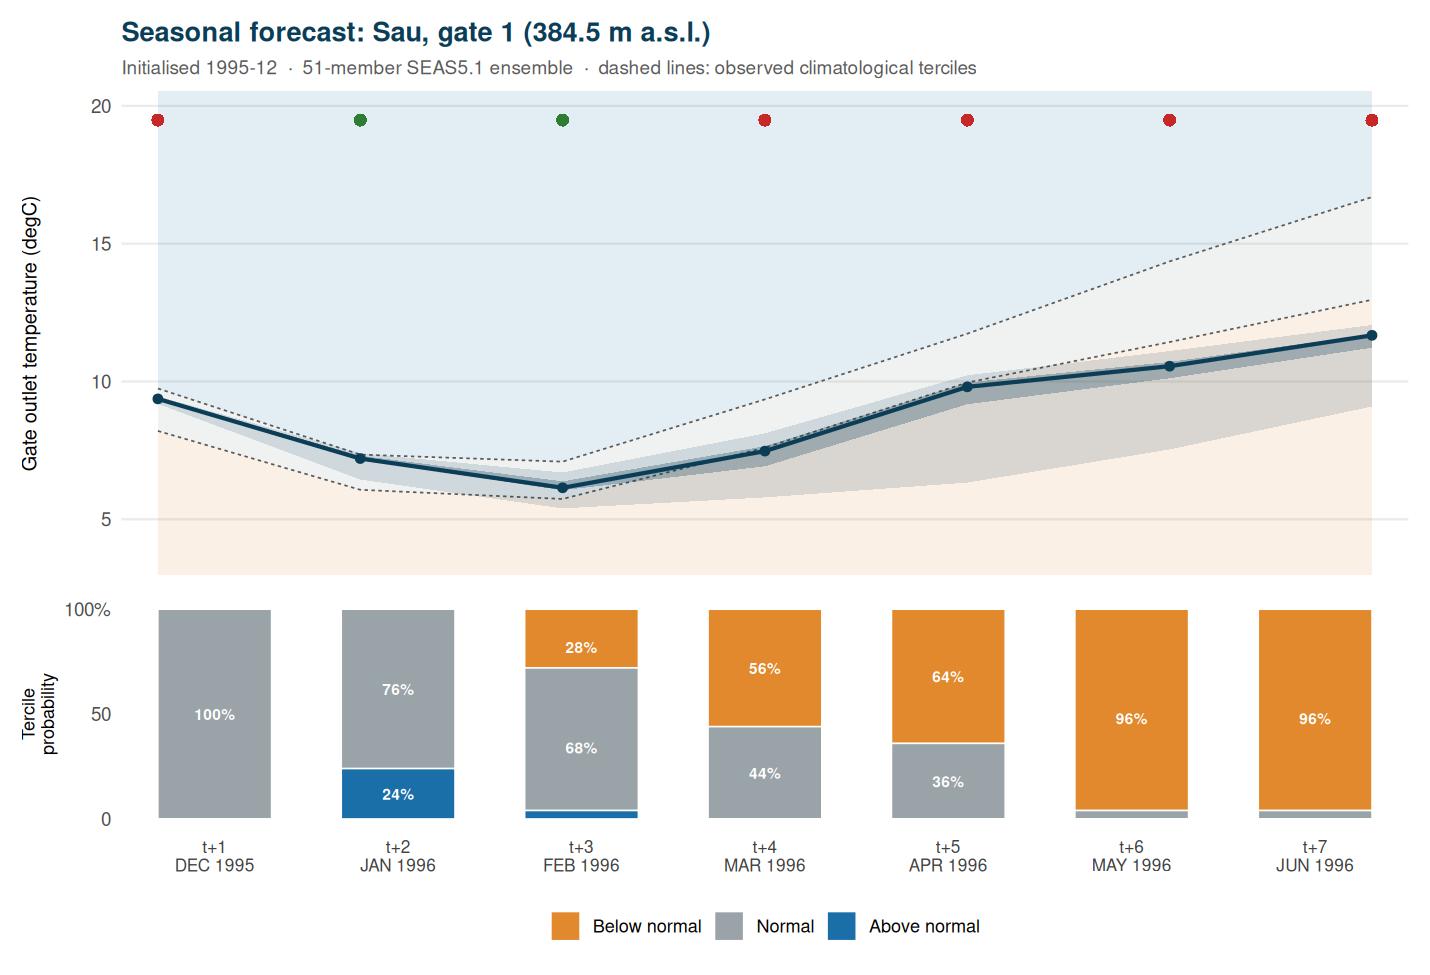 Seasonal forecast: Sau, gate 1 (384.5 m a.s.l.)
Initialised 1995-12 · 51-member SEAS5.1 ensemble · dashed lines: observed climatological terciles
Gate outlet temperature (degC)
20
15
10
5
Tercile
probability
100%
50
0
100%
76%
24%
28%
68%
56%
44%
64%
36%
96%
96%
t+1
DEC 1995
t+2
JAN 1996
t+3
FEB 1996
t+4
MAR 1996
t+5
APR 1996
t+6
MAY 1996
t+7
JUN 1996
Below normal
Normal
Above normal